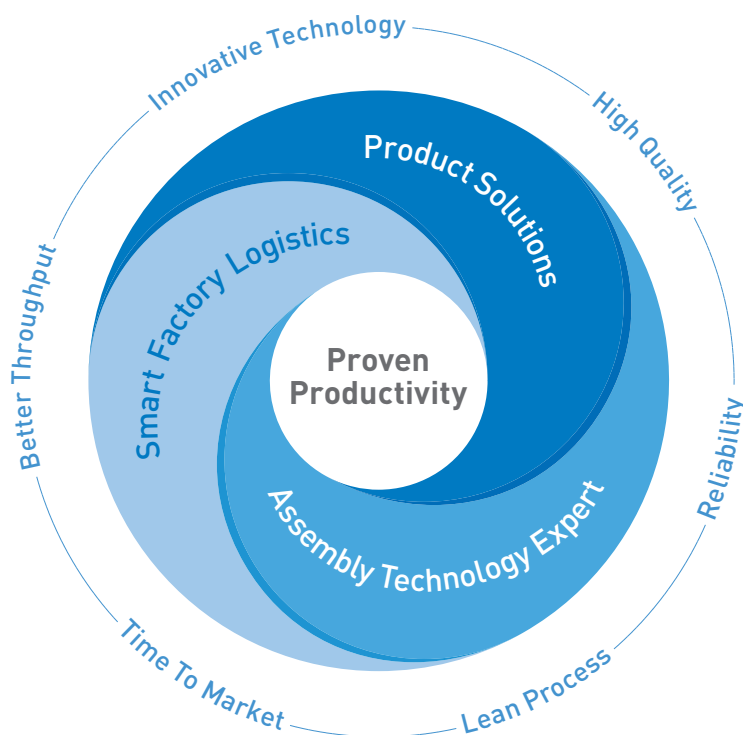 Innovative Technology
High Quality
Reliability
Lean Process
Time To Market
Better Throughput
Product Solutions
Assembly Technology Expert
Smart Factory Logistics
Proven
Productivity